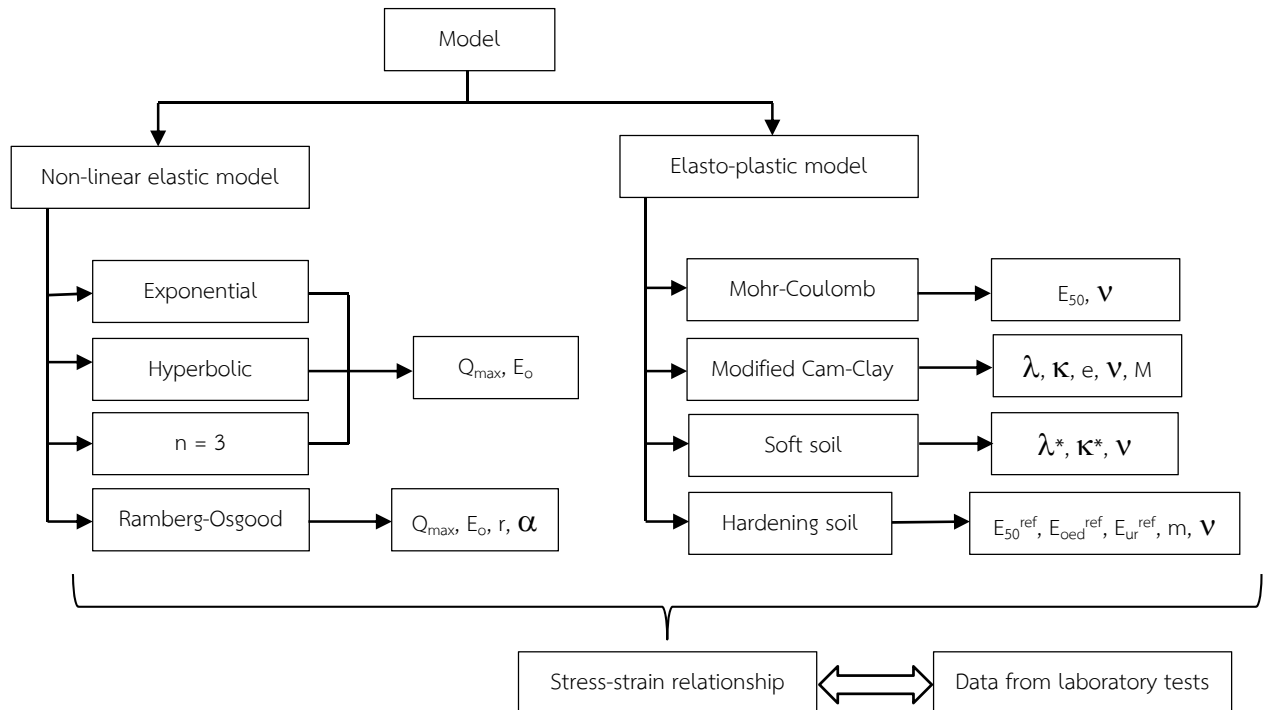 Model
Non-linear elastic model
Exponential
Hyperbolic
n = 3
Ramberg-Osgood
Qmax, Eo
Qmax, Eo, r, α
Elasto-plastic model
Mohr-Coulomb
E50, ν
Modified Cam-Clay
λ, κ, e, ν, M
Soft soil
λ*, κ*, ν
Hardening soil
E50ref, Eoedref, Eurref, m, ν
Stress-strain relationship
Data from laboratory tests